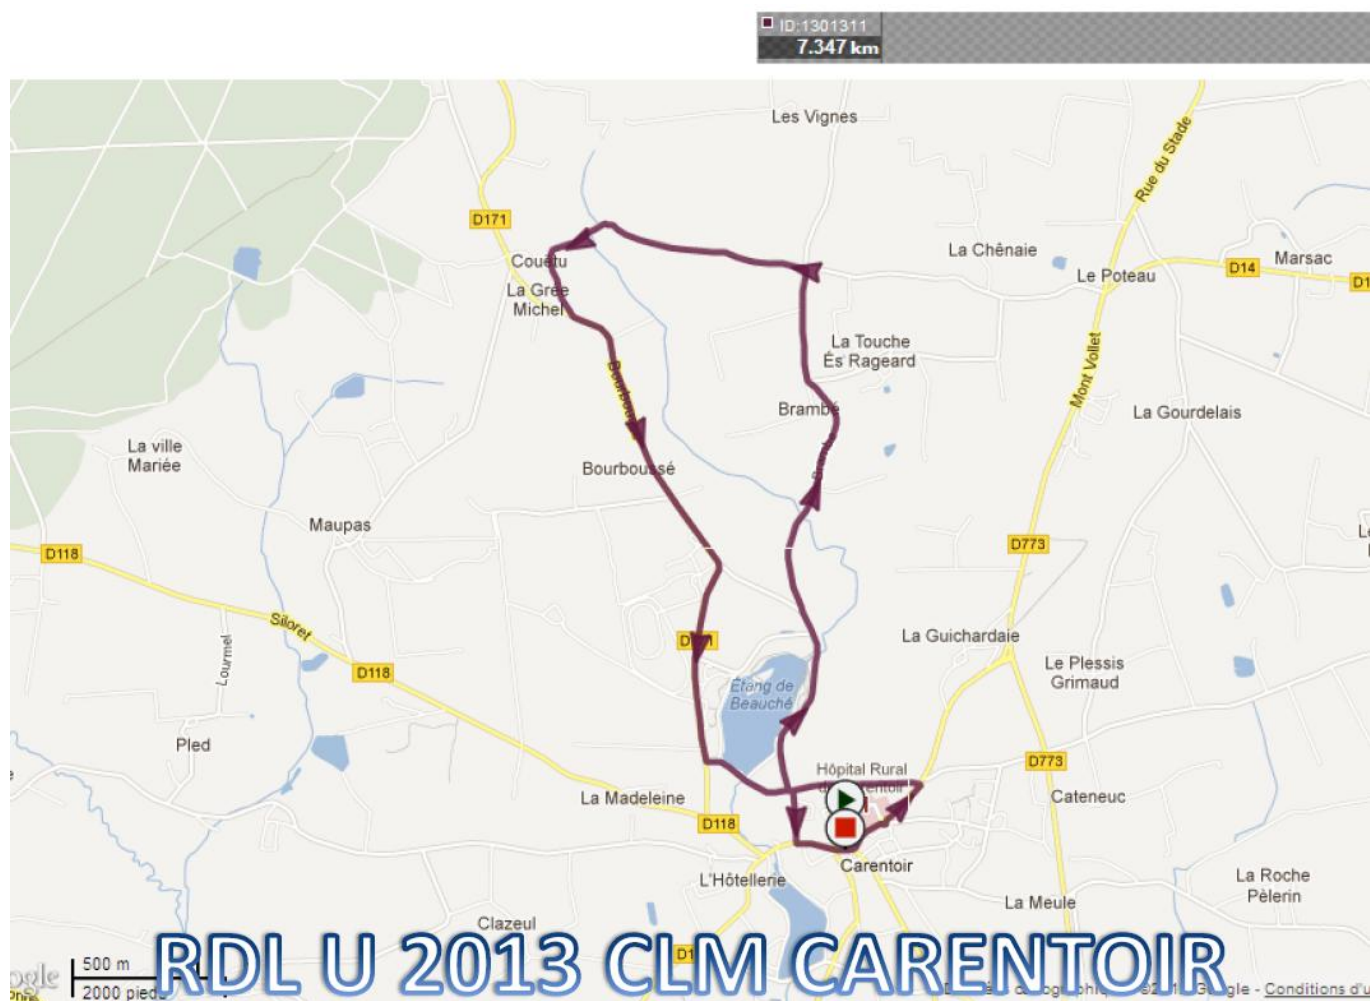 ID:1301311
7.347 km
Les Vignes
Rue du Stade
D171
La Chênaie
Couëtu
Marsac
Le Poteau
D14
La Grée
Michel
La Touche
És Rageard
Mont Vollet
Brambé
La Gourdelais
La ville
Mariée
Bourboussé
Maupas
D118
D773
Siloret
La Guichardaie
Lourmel
D118
Le Plessis
Grimaud
Étang de
Beauché
Pled
D773
Hôpital Rural
La Madeleine
Cateneuc
D118
Carentoir
L'Hôtellerie
La Roche
Pèlerin
La Meule
Clazeul
500 m
2000 pieds
RDL U 2013 CLM CARENTOIR